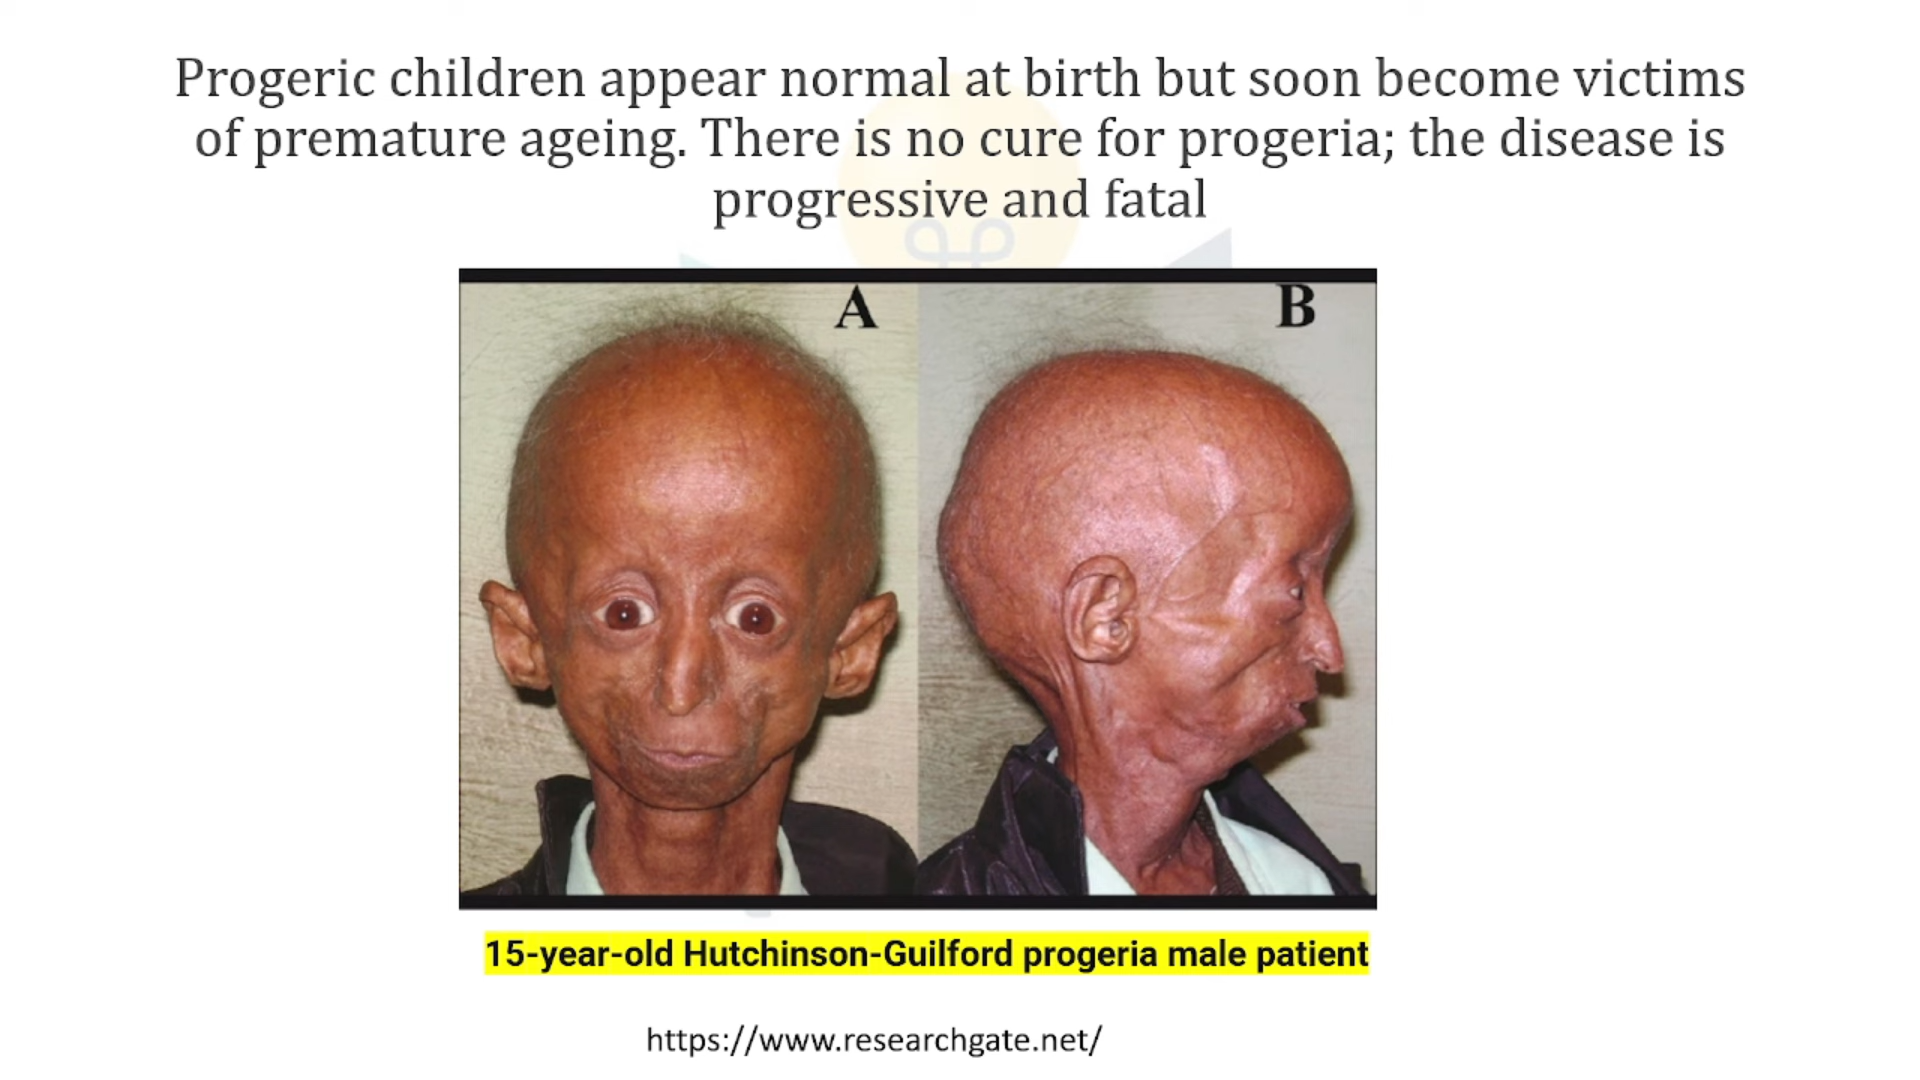 Progeric children appear normal at birth but soon become victims
of premature ageing. There is no cure for progeria; the disease is
progressive and fatal
A
B
15-year-old Hutchinson-Guilford progeria male patient
https://www.researchgate.net/